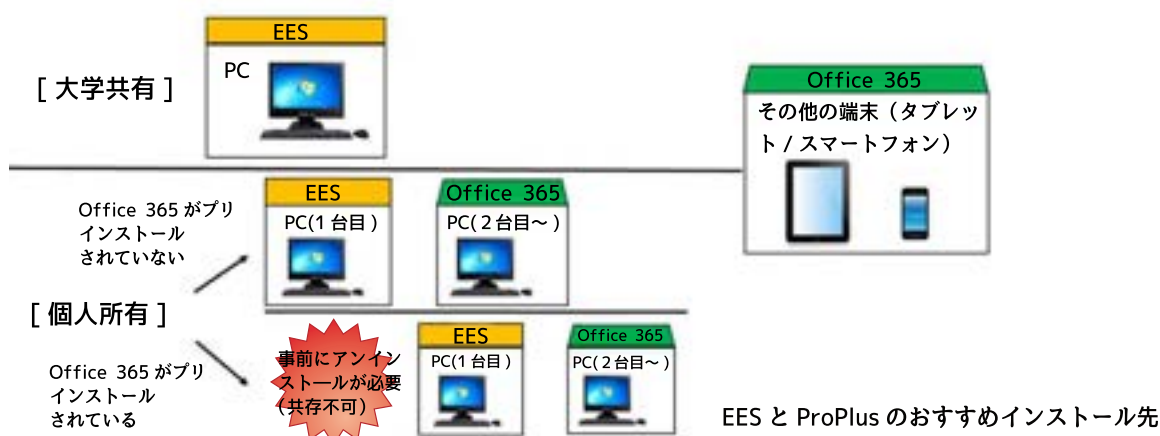 EES
PC
[ 大学共有 ]
Office 365
その他の端末（タブレッ
ト / スマートフォン）
EES
PC(1 台目 )
Office 365
PC( 2 台目～ )
Office 365 がプリ
インストール
されていない
[ 個人所有 ]
Office 365 がプリ
インストール
されている
事前にアンイン
ストールが必要
（共存不可）
EES
PC(1 台目 )
Office 365
PC( 2 台目～ )
EES と ProPlus のおすすめインストール先